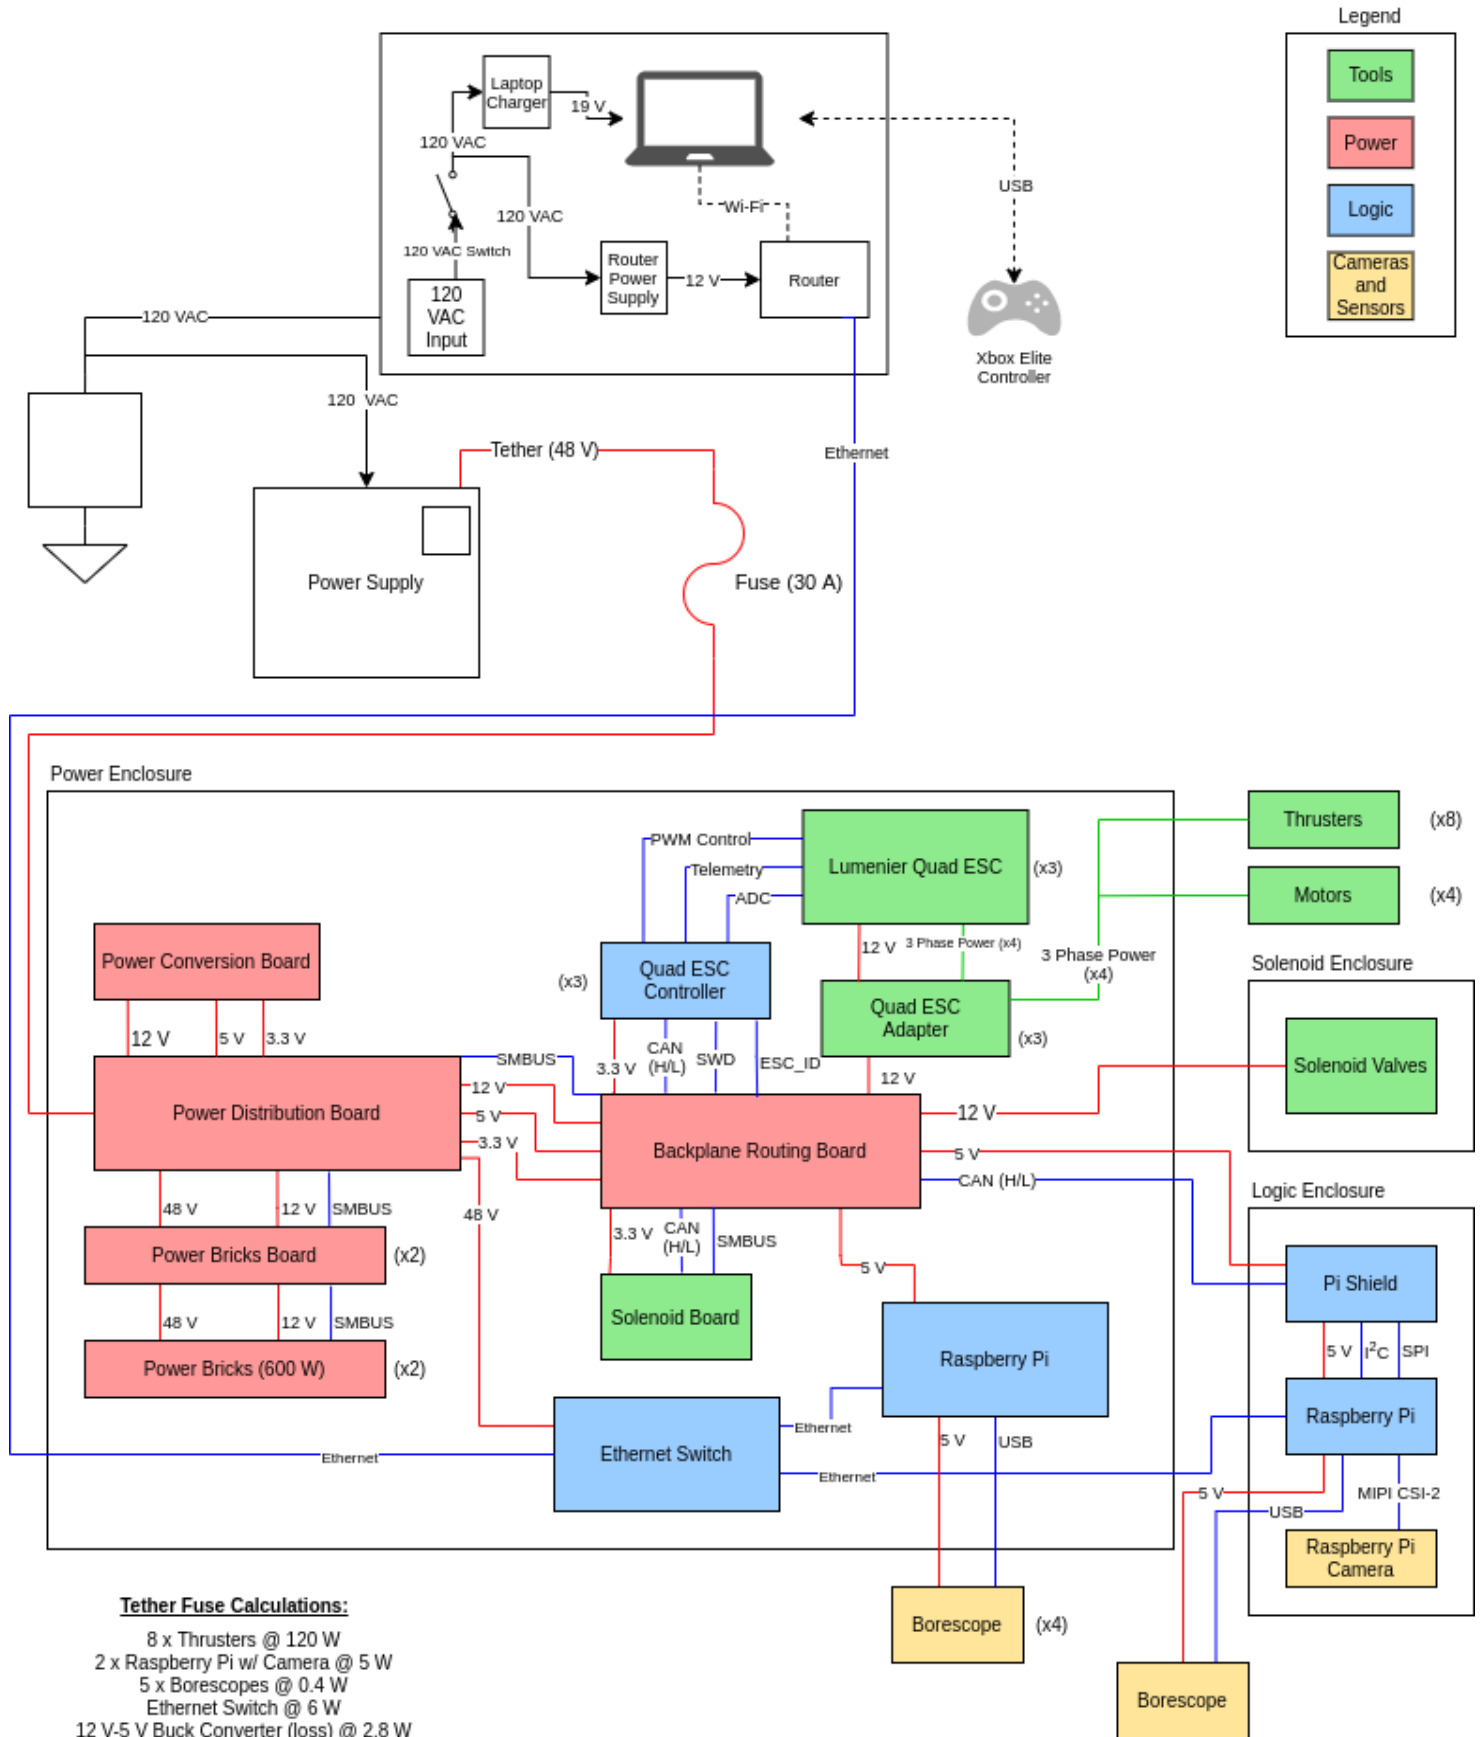 Legend
Tools
Power
Logic
Cameras
and
Sensors
Laptop
Charger
19 V
120 VAC
120 VAC
120 VAC Switch
120
VAC
Input
Router
Power
Supply
12 V
Router
Wi-Fi
USB
Xbox Elite
Controller
120 VAC
120 VAC
Tether (48 V)
Ethernet
Power Supply
Fuse (30 A)
Power Enclosure
PWM Control
Telemetry
ADC
Lumenier Quad ESC
(x3)
Thrusters
(x8)
Motors
(x4)
12 V
3 Phase Power (x4)
3 Phase Power
(x4)
Power Conversion Board
(x3)
Quad ESC
Controller
Quad ESC
Adapter
(x3)
Solenoid Enclosure
Solenoid Valves
12 V
5 V
3.3 V
SMBUS
3.3 V
CAN
(H/L)
SWD
ESC_ID
12 V
Power Distribution Board
12 V
5 V
3.3 V
48 V
Backplane Routing Board
12 V
5 V
CAN (H/L)
48 V
12 V
SMBUS
Power Bricks Board
(x2)
48 V
12 V
SMBUS
Power Bricks (600 W)
(x2)
3.3 V
CAN
(H/L)
SMBUS
5 V
Solenoid Board
Raspberry Pi
Logic Enclosure
Pi Shield
5 V
I²C
SPI
Raspberry Pi
Ethernet
Ethernet Switch
Ethernet
Ethernet
5 V
USB
5 V
USB
MIPI CSI-2
Raspberry Pi
Camera
Borescope
(x4)
Borescope
Tether Fuse Calculations:
8 x Thrusters @ 120 W
2 x Raspberry Pi w/ Camera @ 5 W
5 x Borescopes @ 0.4 W
Ethernet Switch @ 6 W
12 V-5 V Buck Converter (loss) @ 2.8 W